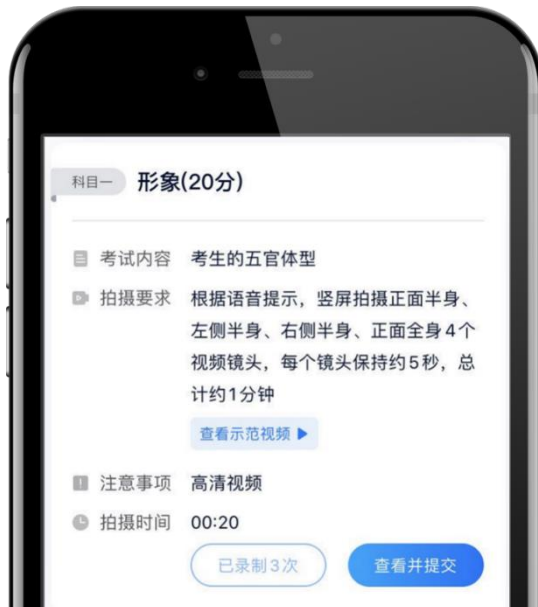 科目一 形象(20分)
考试内容 考生的五官体型
拍摄要求 根据语音提示，竖屏拍摄正面半身、
左侧半身、右侧半身、正面全身4个
视频镜头，每个镜头保持约5秒，总
计约1分钟
查看示范视频
注意事项 高清视频
拍摄时间 00:20
已录制3次 查看并提交